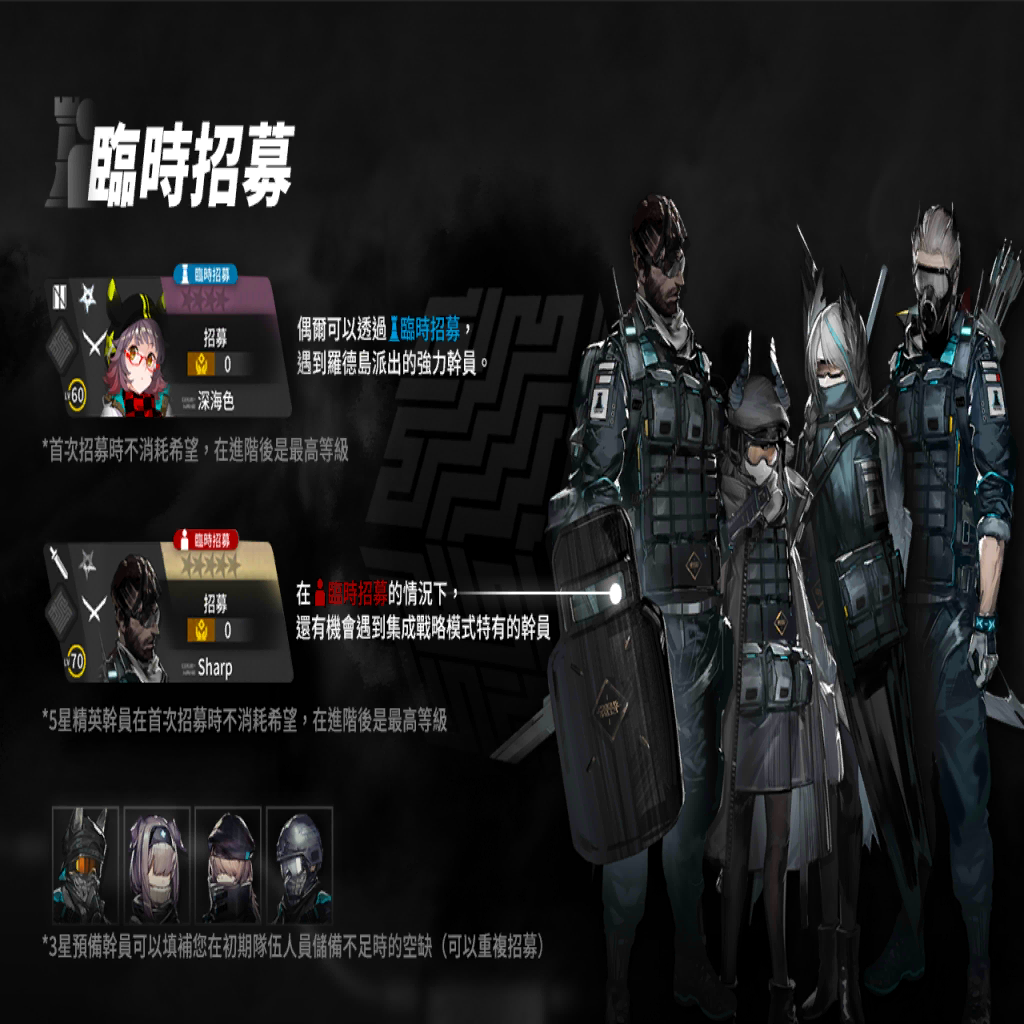 臨時招募
臨時招募
招募
0
LV 60
深海色
偶爾可以透過臨時招募，
遇到羅德島派出的強力幹員。
*首次招募時不消耗希望，在進階後是最高等級
臨時招募
招募
0
LV 70
Sharp
在臨時招募的情況下，
還有機會遇到集成戰略模式特有的幹員
*5星精英幹員在首次招募時不消耗希望，在進階後是最高等級
*3星預備幹員可以填補您在初期隊伍人員儲備不足時的空缺（可以重複招募）